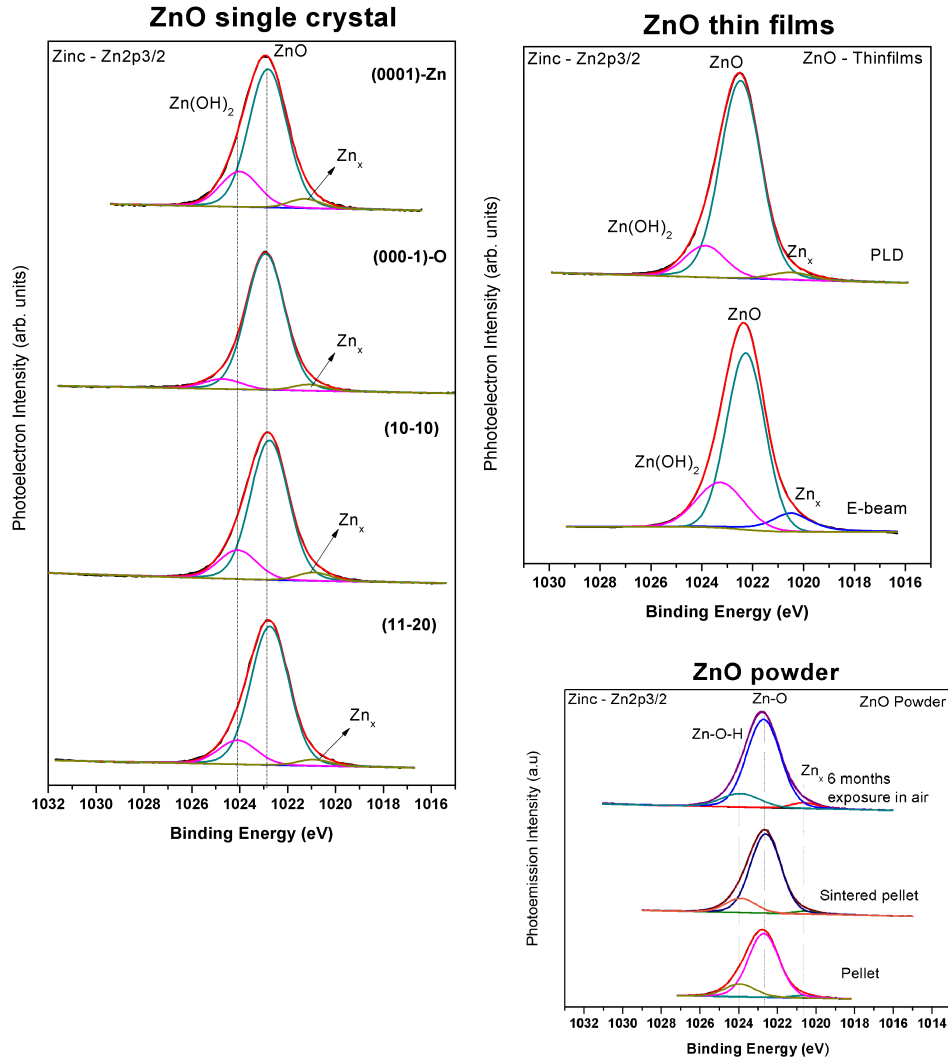 ZnO single crystal
Zinc - Zn2p3/2
ZnO
(0001)-Zn
Zn(OH)2
Znx
(000-1)-O
Znx
(10-10)
Znx
(11-20)
Znx
Photoelectron Intensity (arb. units)
1032 1030 1028 1026 1024 1022 1020 1018 1016
Binding Energy (eV)
ZnO thin films
Zinc - Zn2p3/2
ZnO
ZnO - Thinfilms
Zn(OH)2
Znx
PLD
ZnO
Zn(OH)2
Znx
E-beam
Phhotoelectron Intensity (arb. units)
1030 1028 1026 1024 1022 1020 1018 1016 1014
Binding Energy (eV)
ZnO powder
Zinc - Zn2p3/2
Zn-O
ZnO Powder
Zn-O-H
Znx 6 months
exposure in air
Sintered pellet
Pellet
Photoemission Intensity (a.u)
1032 1030 1028 1026 1024 1022 1020 1018 1016 1014
Binding Energy (eV)